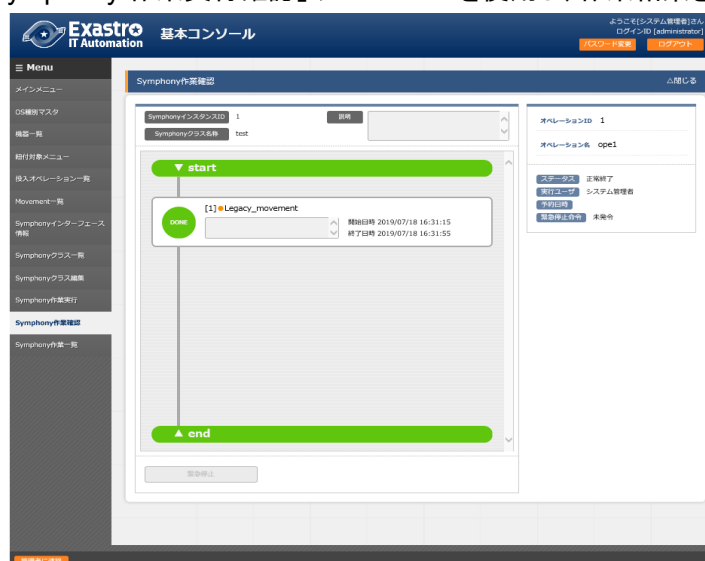 Exastro
IT Automation
基本コンソール
ようこそ[システム管理者]さん
ログインID [administrator]
パスワード変更 ログアウト
≡ Menu
メインメニュー
OS種別マスタ
機器一覧
紐付対象メニュー
投入オペレーション一覧
Movement一覧
Symphonyインターフェース
情報
Symphonyクラス一覧
Symphonyクラス編集
Symphony作業実行
Symphony作業確認
Symphony作業一覧
Symphony作業確認 △閉じる
SymphonyインスタンスID 1 説明
Symphonyクラス名称 test
▼ start
DONE [1]●Legacy_movement
開始日時 2019/07/18 16:31:15
終了日時 2019/07/18 16:31:55
▲ end
緊急停止
オペレーションID 1
オペレーション名 ope1
ステータス 正常終了
実行ユーザ システム管理者
予約日時
緊急停止命令 未発令